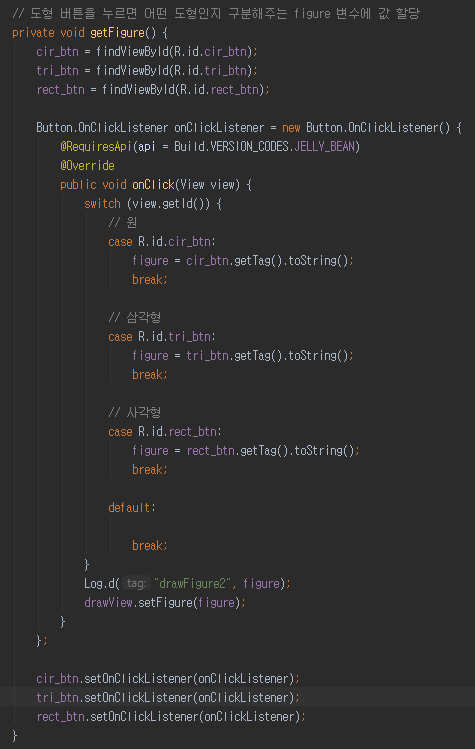 // 도형 버튼을 누르면 어떤 도형인지 구분해주는 figure 변수에 값 할당
private void getFigure() {
    cir_btn = findViewById(R.id.cir_btn);
    tri_btn = findViewById(R.id.tri_btn);
    rect_btn = findViewById(R.id.rect_btn);

    Button.OnClickListener onClickListener = new Button.OnClickListener() {
        @RequiresApi(api = Build.VERSION_CODES.JELLY_BEAN)
        @Override
        public void onClick(View view) {
            switch (view.getId()) {
                // 원
                case R.id.cir_btn:
                    figure = cir_btn.getTag().toString();
                    break;

                // 삼각형
                case R.id.tri_btn:
                    figure = tri_btn.getTag().toString();
                    break;

                // 사각형
                case R.id.rect_btn:
                    figure = rect_btn.getTag().toString();
                    break;

                default:

                    break;
            }
            Log.d( tag: "drawFigure2", figure);
            drawView.setFigure(figure);
        }
    };

    cir_btn.setOnClickListener(onClickListener);
    tri_btn.setOnClickListener(onClickListener);
    rect_btn.setOnClickListener(onClickListener);
}